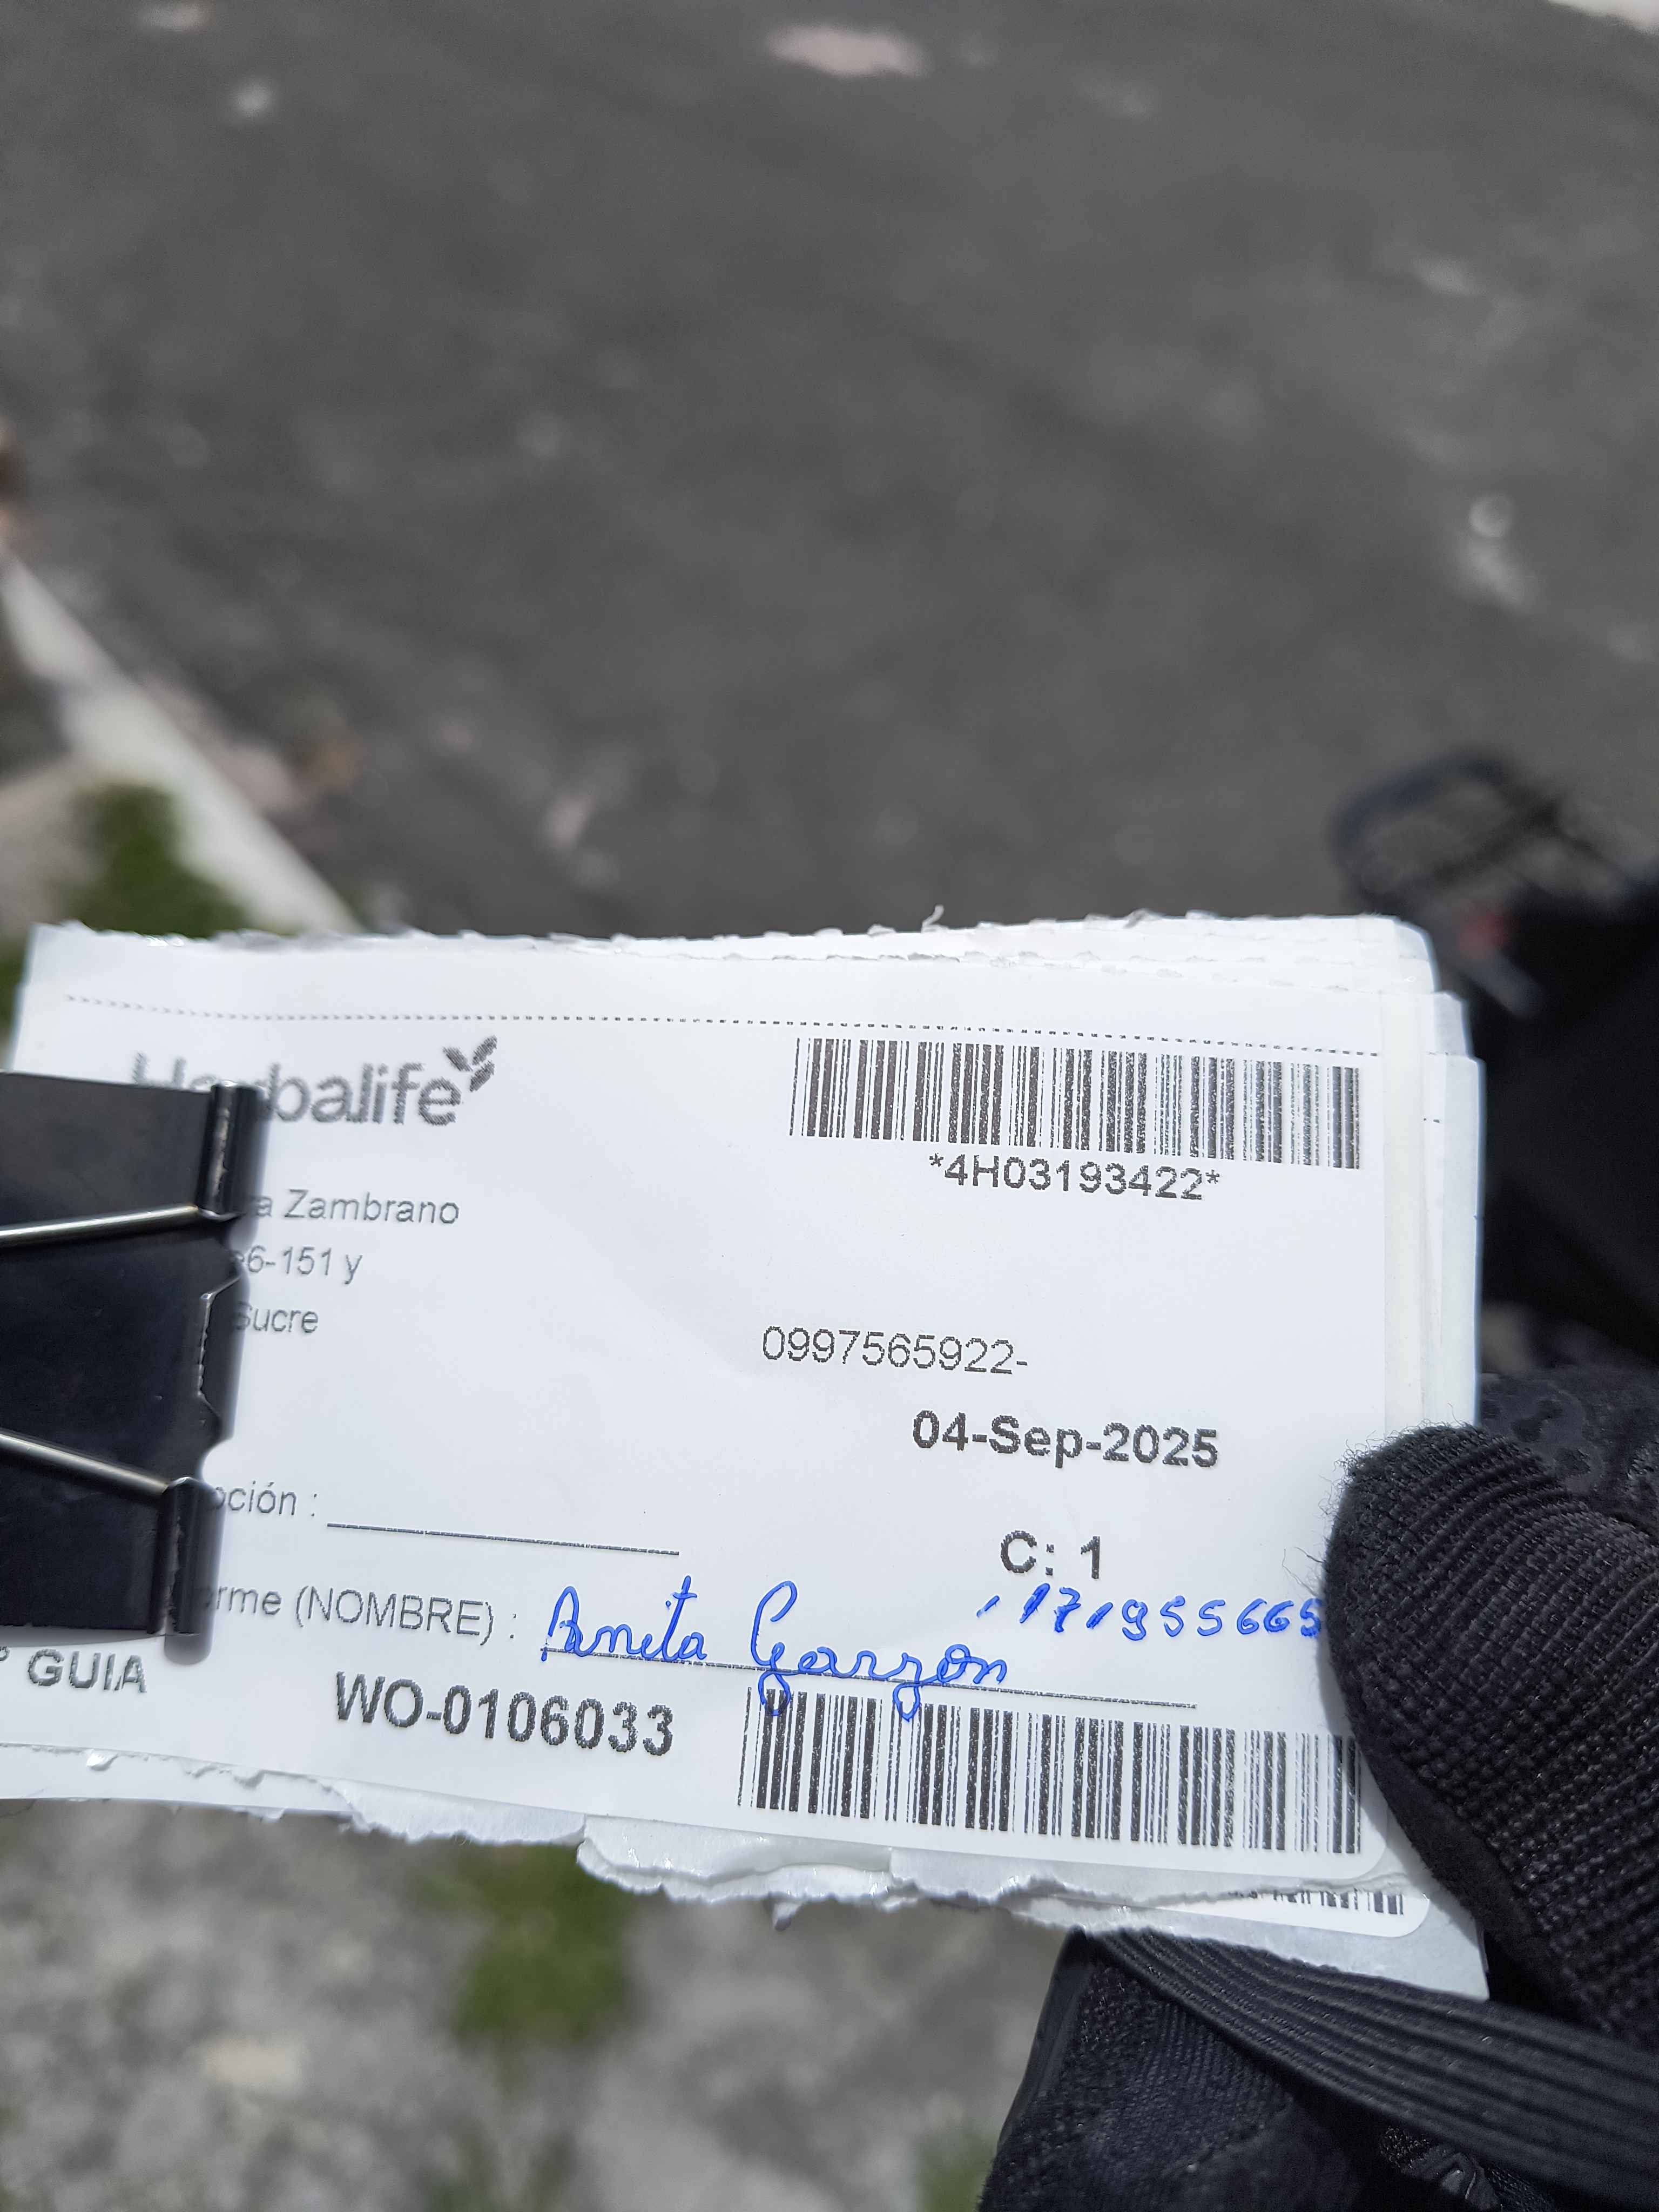 Herbalife
*4H03193422*
a Zambrano
e6-151 y
Sucre
0997565922-
04-Sep-2025
pción :
C: 1
rme (NOMBRE) : Anita Garzon , 171955665
° GUIA
WO-0106033